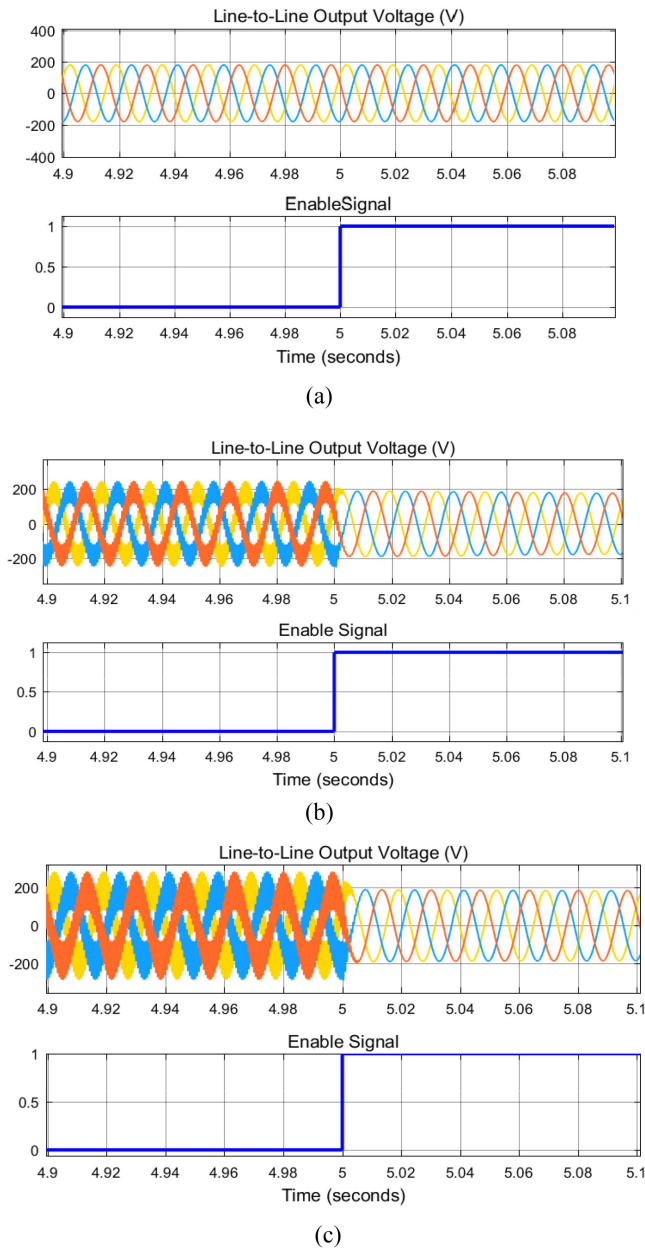 Line-to-Line Output Voltage (V)
400
200
0
-200
-400
4.9 4.92 4.94 4.96 4.98 5 5.02 5.04 5.06 5.08
EnableSignal
1
0.5
0
4.9 4.92 4.94 4.96 4.98 5 5.02 5.04 5.06 5.08
Time (seconds)
(a)
Line-to-Line Output Voltage (V)
200
0
-200
4.9 4.92 4.94 4.96 4.98 5 5.02 5.04 5.06 5.08 5.1
Enable Signal
1
0.5
0
4.9 4.92 4.94 4.96 4.98 5 5.02 5.04 5.06 5.08 5.1
Time (seconds)
(b)
Line-to-Line Output Voltage (V)
200
0
-200
4.9 4.92 4.94 4.96 4.98 5 5.02 5.04 5.06 5.08 5.1
Enable Signal
1
0.5
0
4.9 4.92 4.94 4.96 4.98 5 5.02 5.04 5.06 5.08 5.1
Time (seconds)
(c)